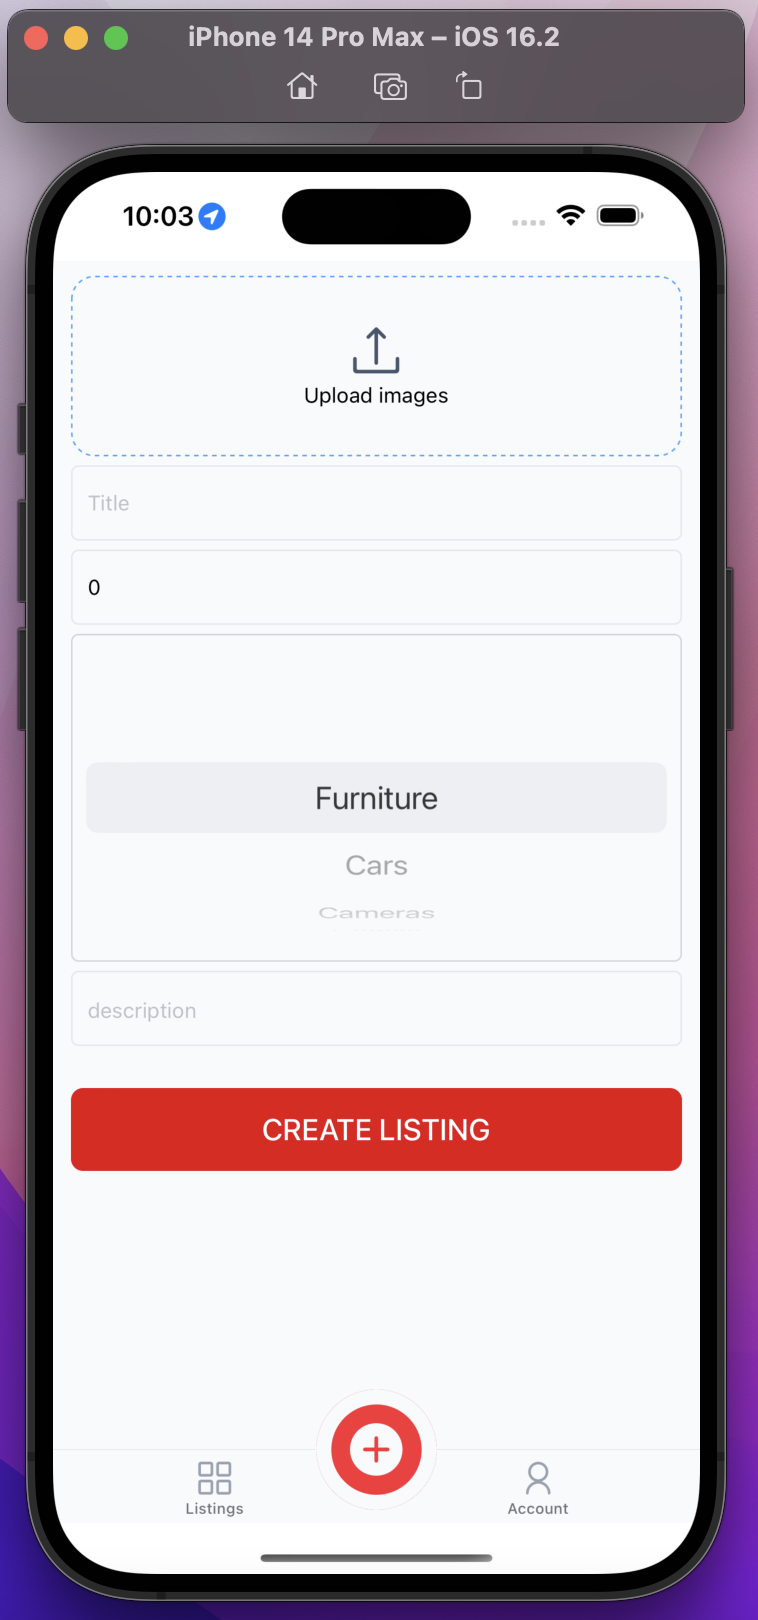 iPhone 14 Pro Max – iOS 16.2
10:03
Upload images
Title
0
Furniture
Cars
Cameras
description
CREATE LISTING
Listings
Account